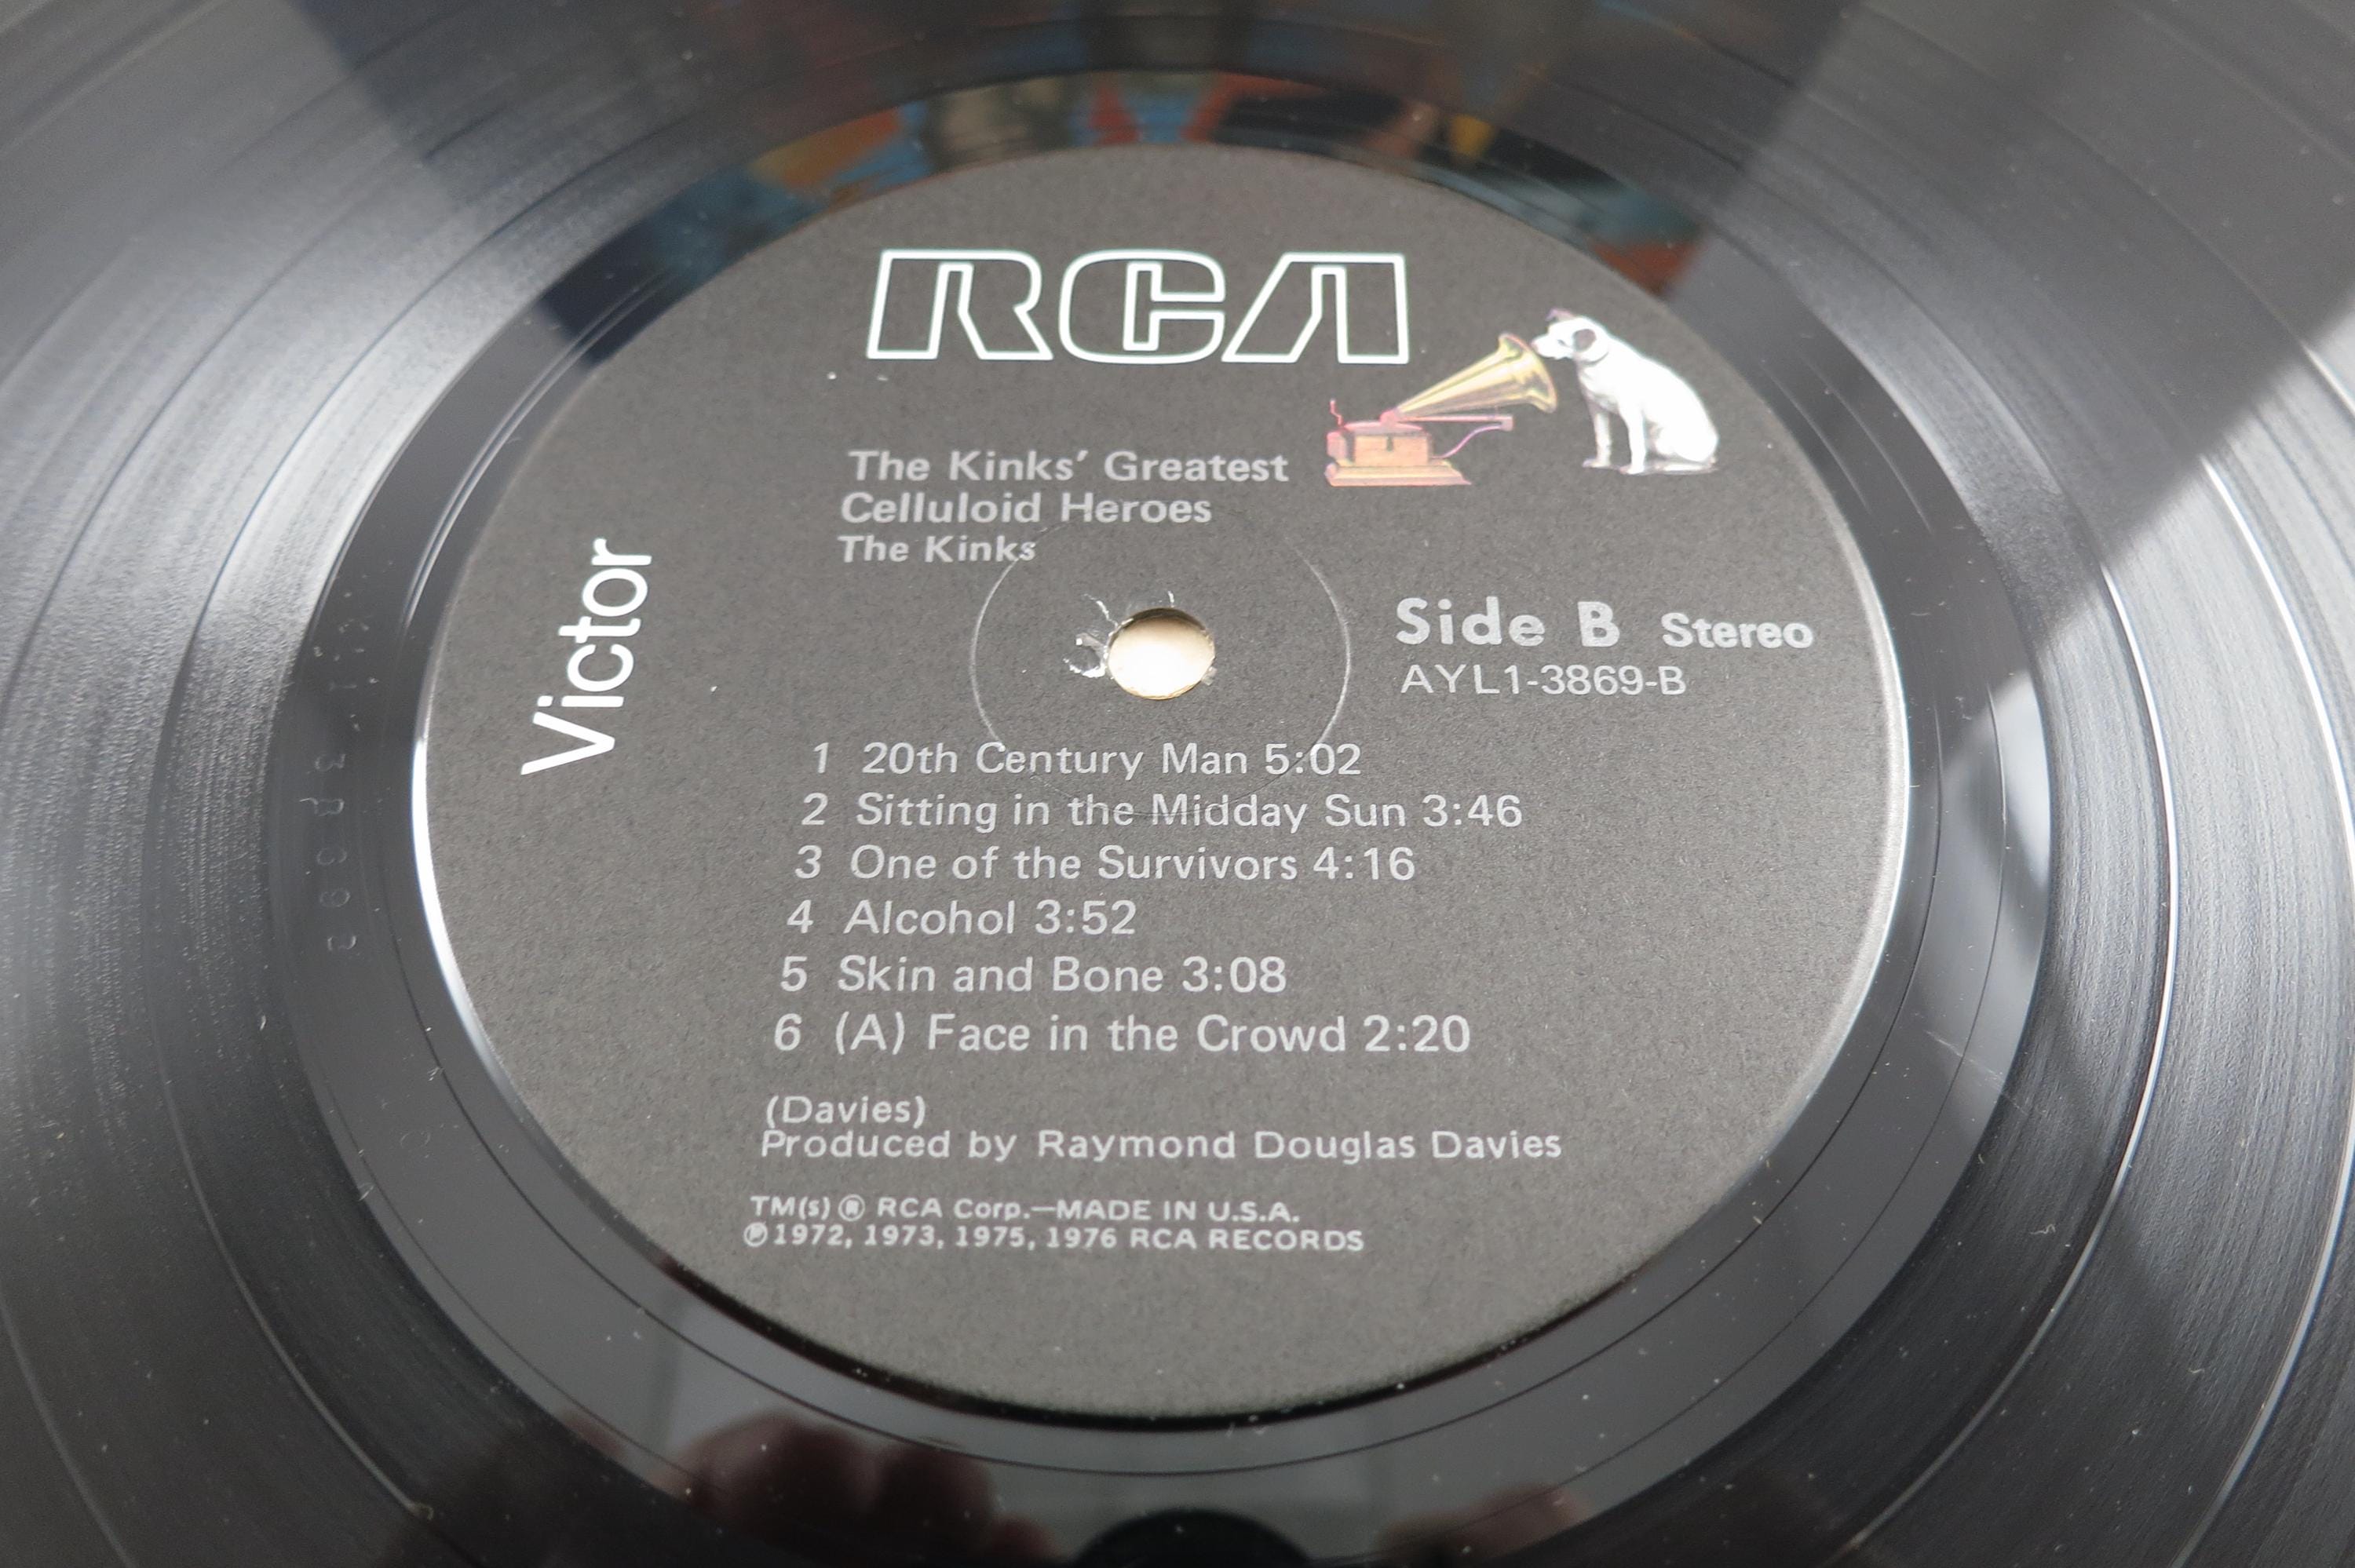 RCA
The Kinks' Greatest
Celluloid Heroes
The Kinks
Victor
Side B Stereo
AYL1-3869-B
1 20th Century Man 5:02
2 Sitting in the Midday Sun 3:46
3 One of the Survivors 4:16
4 Alcohol 3:52
5 Skin and Bone 3:08
6 (A) Face in the Crowd 2:20
(Davies)
Produced by Raymond Douglas Davies
TM(s) ® RCA Corp.—MADE IN U.S.A.
℗ 1972, 1973, 1975, 1976 RCA RECORDS